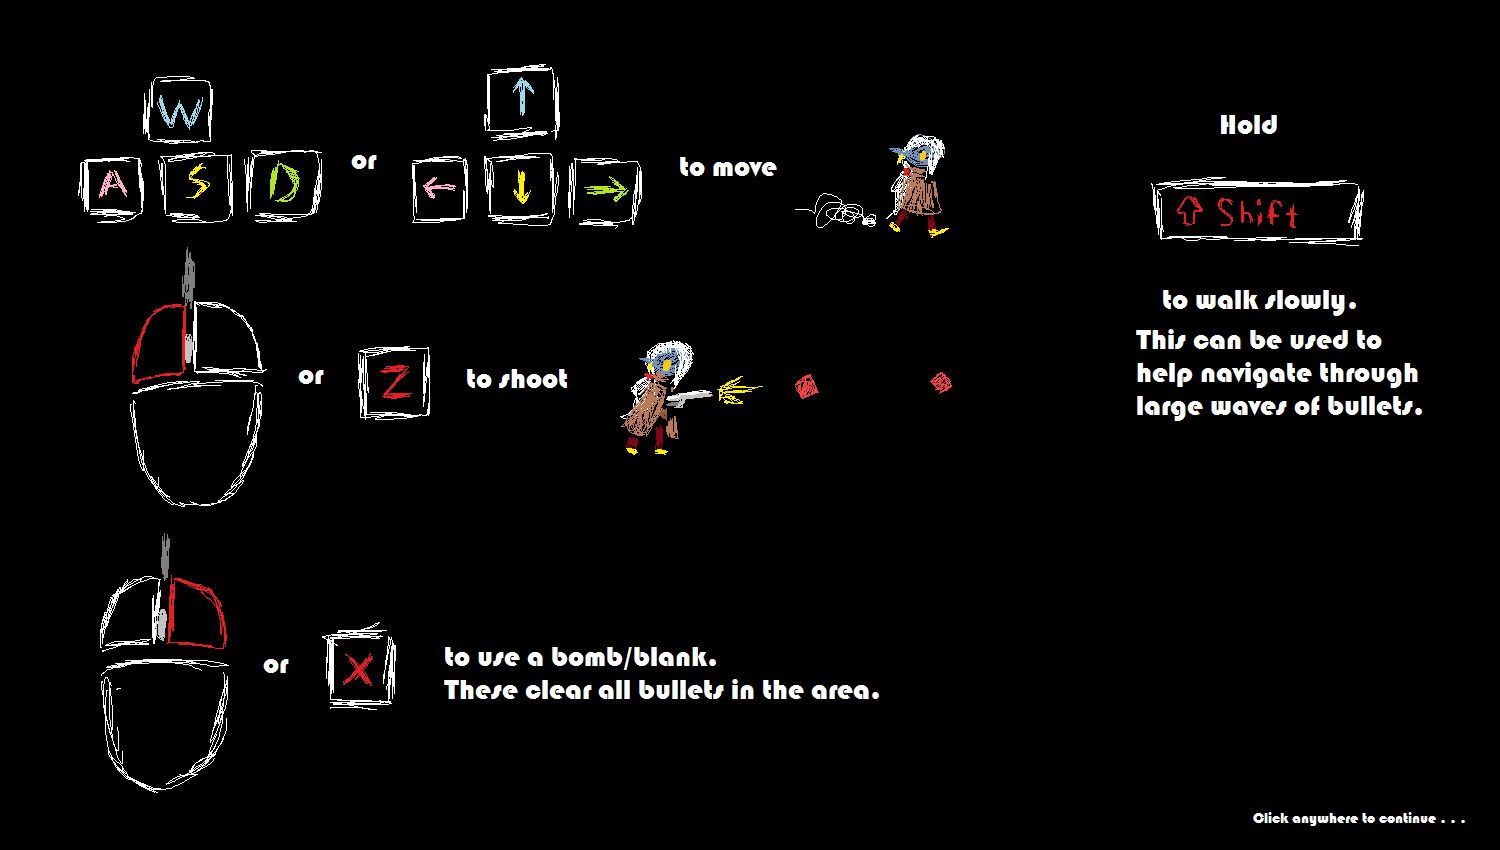 W
A S D
or
↑
← ↓ →
to move
or
Z
to shoot
or
X
to use a bomb/blank.
These clear all bullets in the area.
Hold
⇧ Shift
to walk slowly.
This can be used to
help navigate through
large waves of bullets.
Click anywhere to continue . . .